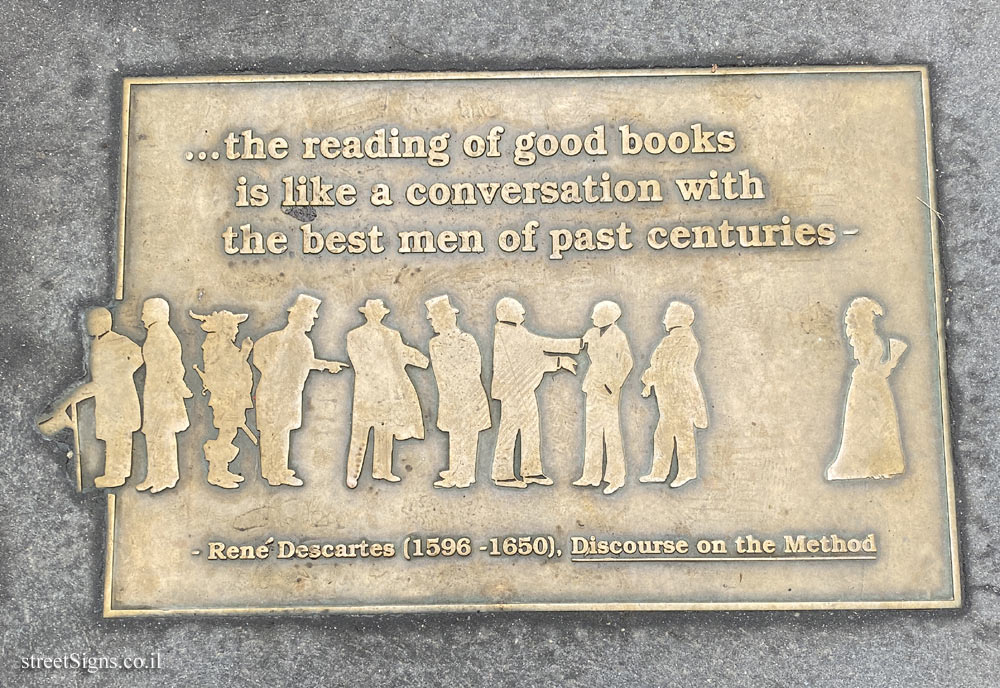 ...the reading of good books
is like a conversation with
the best men of past centuries -
- René Descartes (1596 -1650), Discourse on the Method
streetSigns.co.il